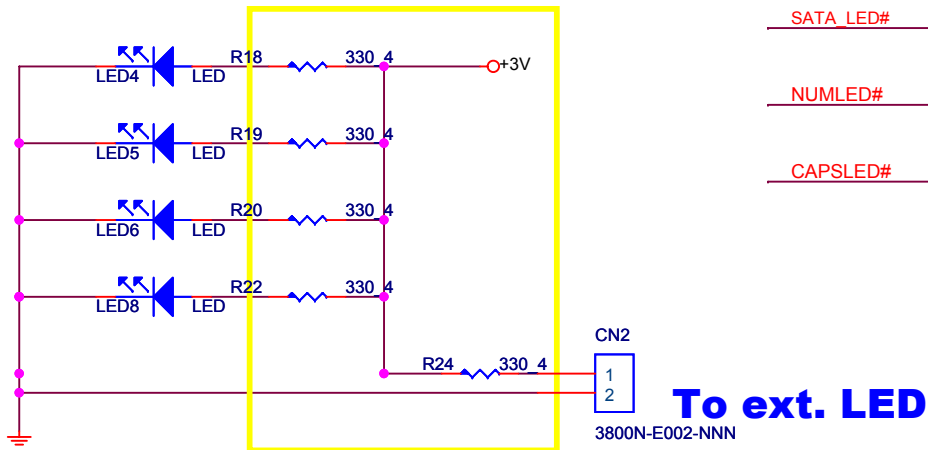 SATA_LED#
R18 330_4 +3V
LED4 LED
NUMLED#
R19 330_4
LED5 LED
CAPSLED#
R20 330_4
LED6 LED
R22 330_4
LED8 LED
CN2
R24 330_4
1
2
To ext. LED
3800N-E002-NNN